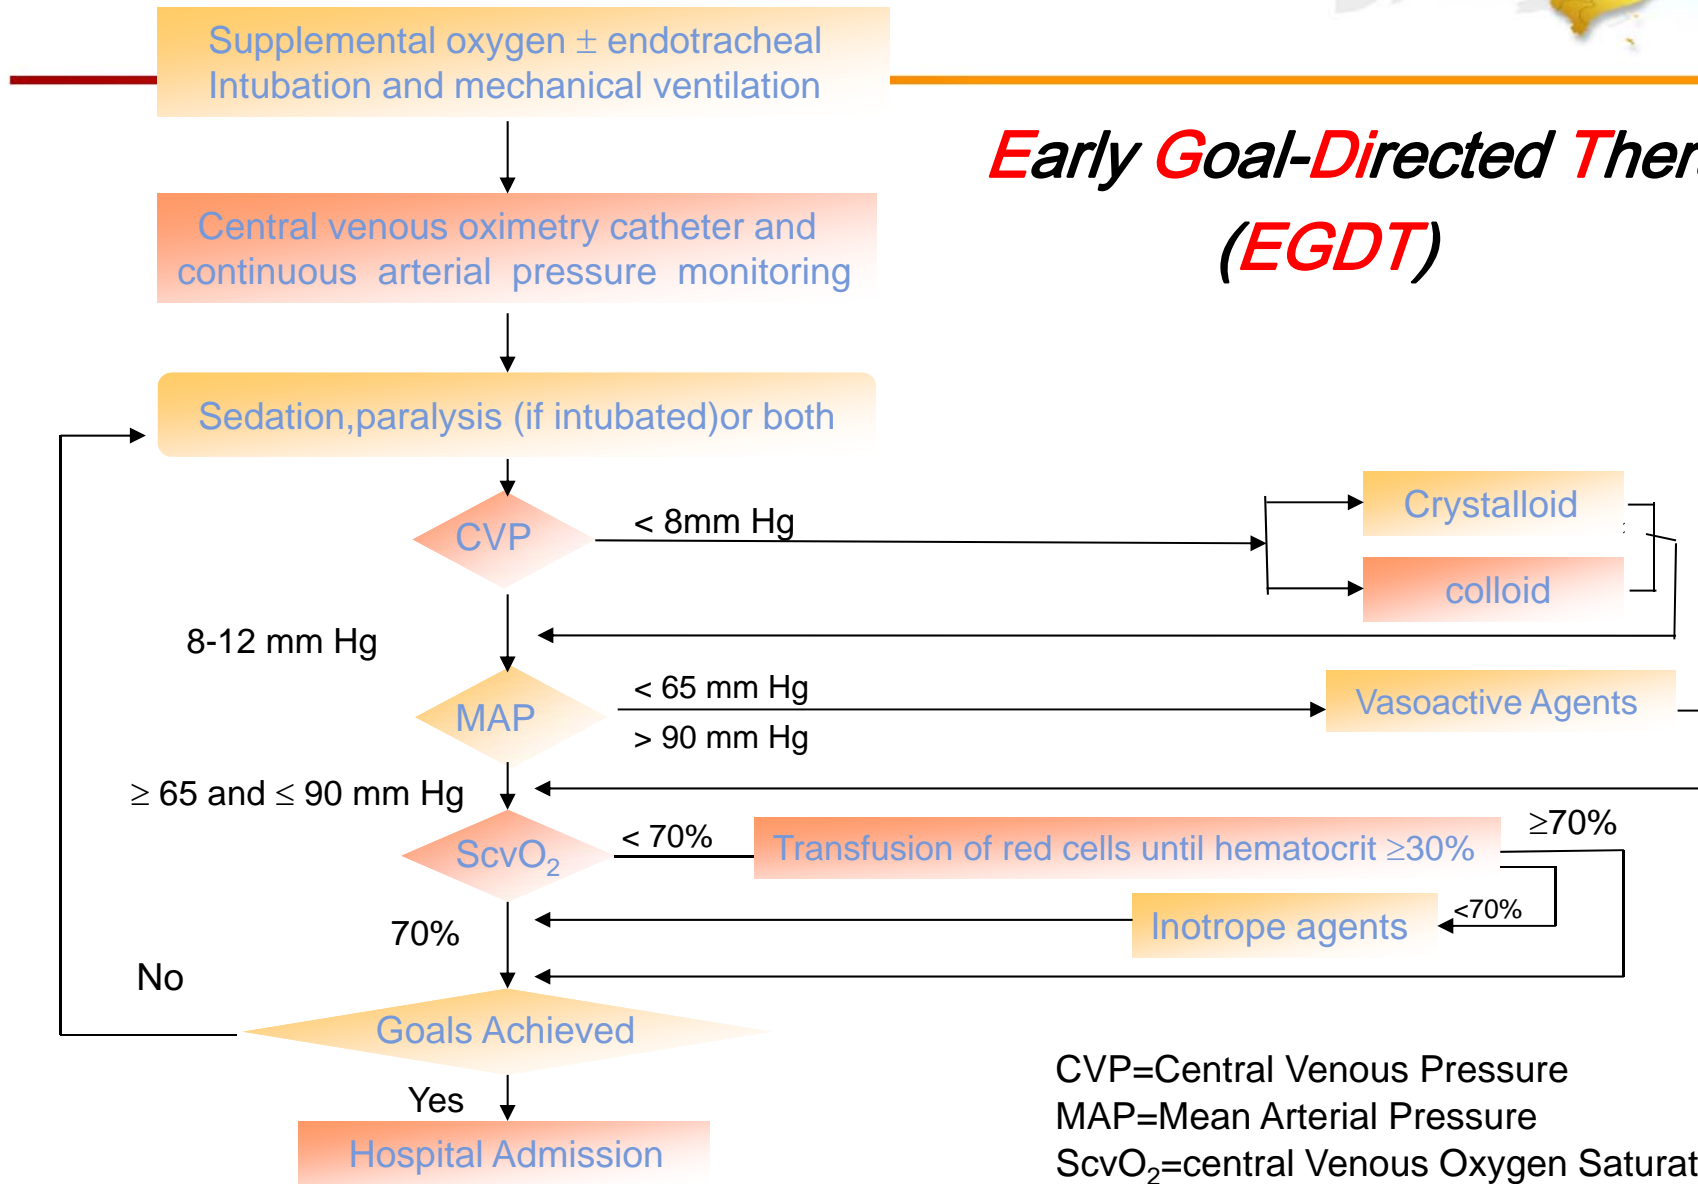 Supplemental oxygen ± endotracheal
Intubation and mechanical ventilation
Early Goal-Directed
(EGDT)
Central venous oximetry catheter and
continuous arterial pressure monitoring
Sedation,paralysis (if intubated)or both
CVP
< 8mm Hg
Crystalloid
colloid
8-12 mm Hg
MAP
< 65 mm Hg
> 90 mm Hg
Vasoactive Agents
≥ 65 and ≤ 90 mm Hg
ScvO₂
< 70%
Transfusion of red cells until hematocrit ≥30%
≥70%
<70%
Inotrope agents
70%
No
Goals Achieved
Yes
Hospital Admission
CVP=Central Venous Pressure
MAP=Mean Arterial Pressure
ScvO₂=central Venous Oxygen